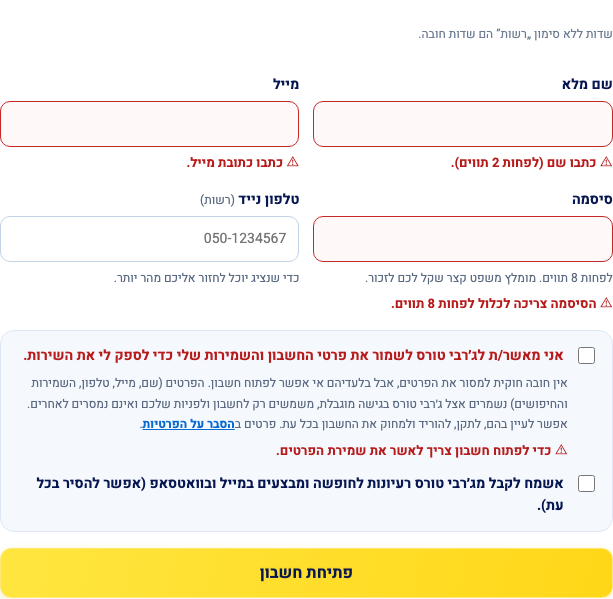 שדות ללא סימון „רשות” הם שדות חובה.
שם מלא
⚠ כתבו שם (לפחות 2 תווים).
מייל
⚠ כתבו כתובת מייל.
סיסמה
לפחות 8 תווים. מומלץ משפט קצר שקל לכם לזכור.
⚠ הסיסמה צריכה לכלול לפחות 8 תווים.
טלפון נייד (רשות)
050-1234567
כדי שנציג יוכל לחזור אליכם מהר יותר.
אני מאשר/ת לג׳רבי טורס לשמור את פרטי החשבון והשמירות שלי כדי לספק לי את השירות.
אין חובה חוקית למסור את הפרטים, אבל בלעדיהם אי אפשר לפתוח חשבון. הפרטים (שם, מייל, טלפון, השמירות
והחיפושים) נשמרים אצל ג׳רבי טורס בגישה מוגבלת, משמשים רק לחשבון ולפניות שלכם ואינם נמסרים לאחרים.
אפשר לעיין בהם, לתקן, להוריד ולמחוק את החשבון בכל עת. פרטים בהסבר על הפרטיות.
⚠ כדי לפתוח חשבון צריך לאשר את שמירת הפרטים.
אשמח לקבל מג׳רבי טורס רעיונות לחופשה ומבצעים במייל ובוואטסאפ (אפשר להסיר בכל
עת).
פתיחת חשבון